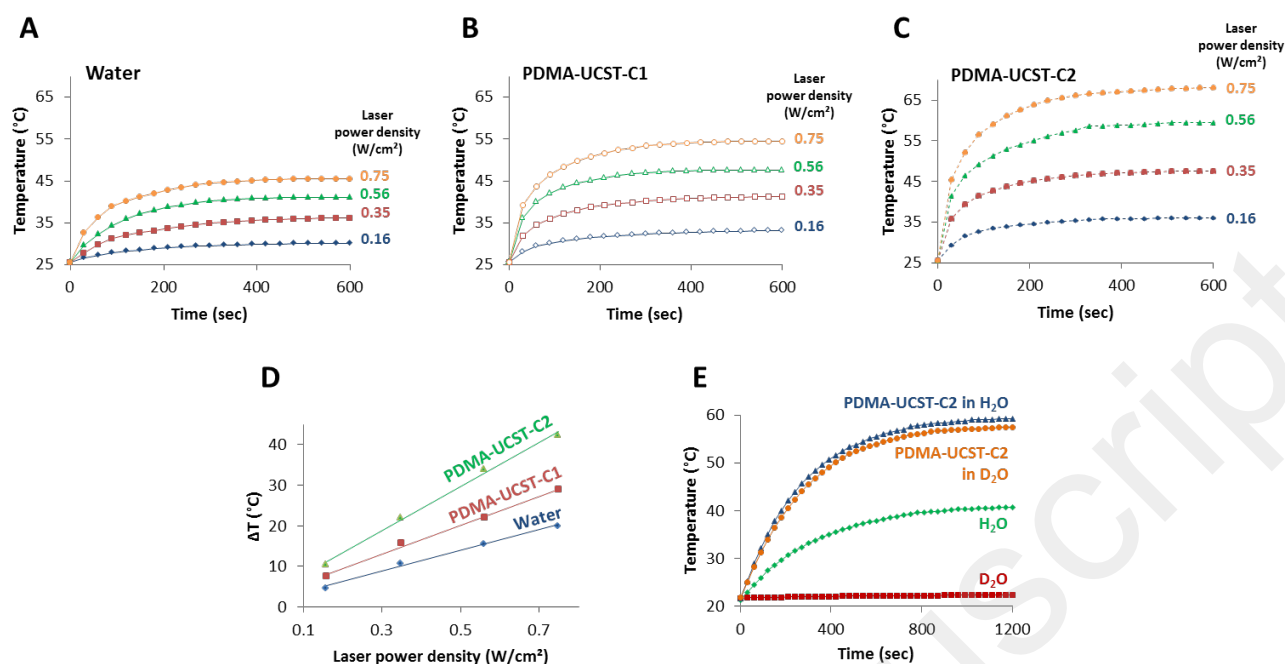 A
Water
Laser
power density
(W/cm²)
Temperature (°C)
65
55
45
35
25
0.75
0.56
0.35
0.16
0
200
400
600
Time (sec)
B
PDMA-UCST-C1
Laser
power density
(W/cm²)
Temperature (°C)
65
55
45
35
25
0.75
0.56
0.35
0.16
0
200
400
600
Time (sec)
C
PDMA-UCST-C2
Laser
power density
(W/cm²)
Temperature (°C)
65
55
45
35
25
0.75
0.56
0.35
0.16
0
200
400
600
Time (sec)
D
ΔT (°C)
40
30
20
10
0
PDMA-UCST-C2
PDMA-UCST-C1
Water
0.1
0.3
0.5
0.7
Laser power density (W/cm²)
E
Temperature (°C)
60
50
40
30
20
PDMA-UCST-C2 in H₂O
PDMA-UCST-C2
in D₂O
H₂O
D₂O
0
400
800
1200
Time (sec)
script